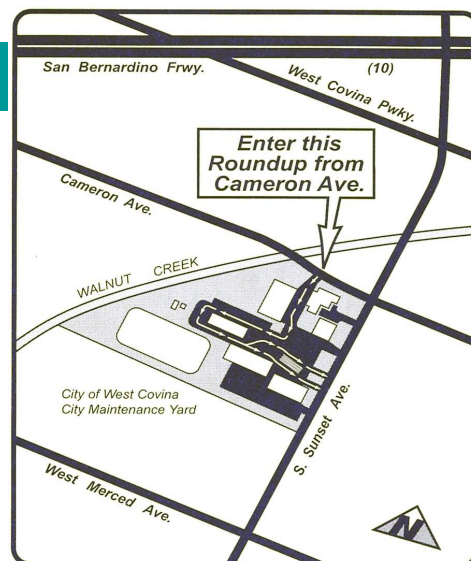 San Bernardino Frwy.
(10)
West Covina Pwky.
Enter this
Roundup from
Cameron Ave.
Cameron Ave.
WALNUT CREEK
City of West Covina
City Maintenance Yard
S. Sunset Ave.
West Merced Ave.
N